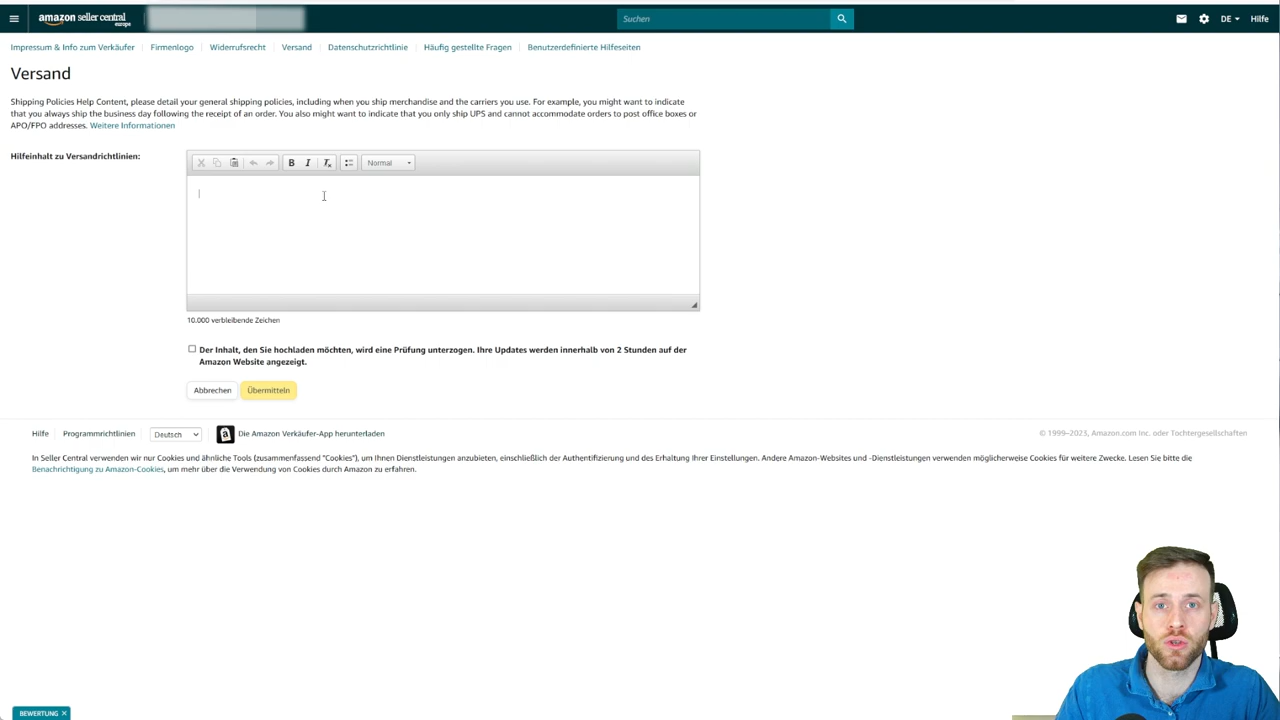 amazon seller central
europe
Suchen
DE
Hilfe
Impressum & Info zum Verkäufer
Firmenlogo
Widerrufsrecht
Versand
Datenschutzrichtlinie
Häufig gestellte Fragen
Benutzerdefinierte Hilfeseiten
Versand
Shipping Policies Help Content, please detail your general shipping policies, including when you ship merchandise and the carriers you use. For example, you might want to indicate
that you always ship the business day following the receipt of an order. You also might want to indicate that you only ship UPS and cannot accommodate orders to post office boxes or
APO/FPO addresses. Weitere Informationen
Hilfeinhalt zu Versandrichtlinien:
B I Tx Normal
10.000 verbleibende Zeichen
Der Inhalt, den Sie hochladen möchten, wird eine Prüfung unterzogen. Ihre Updates werden innerhalb von 2 Stunden auf der
Amazon Website angezeigt.
Abbrechen
Übermitteln
Hilfe
Programmrichtlinien
Deutsch
a
Die Amazon Verkäufer-App herunterladen
© 1999-2023, Amazon.com Inc. oder Tochtergesellschaften
In Seller Central verwenden wir nur Cookies und ähnliche Tools (zusammenfassend "Cookies"), um Ihnen Dienstleistungen anzubieten, einschließlich der Authentifizierung und des Erhaltung Ihrer Einstellungen. Andere Amazon-Websites und -Dienstleistungen verwenden möglicherweise Cookies für weitere Zwecke. Lesen Sie bitte die
Benachrichtigung zu Amazon-Cookies, um mehr über die Verwendung von Cookies durch Amazon zu erfahren.
BEWERTUNG ×